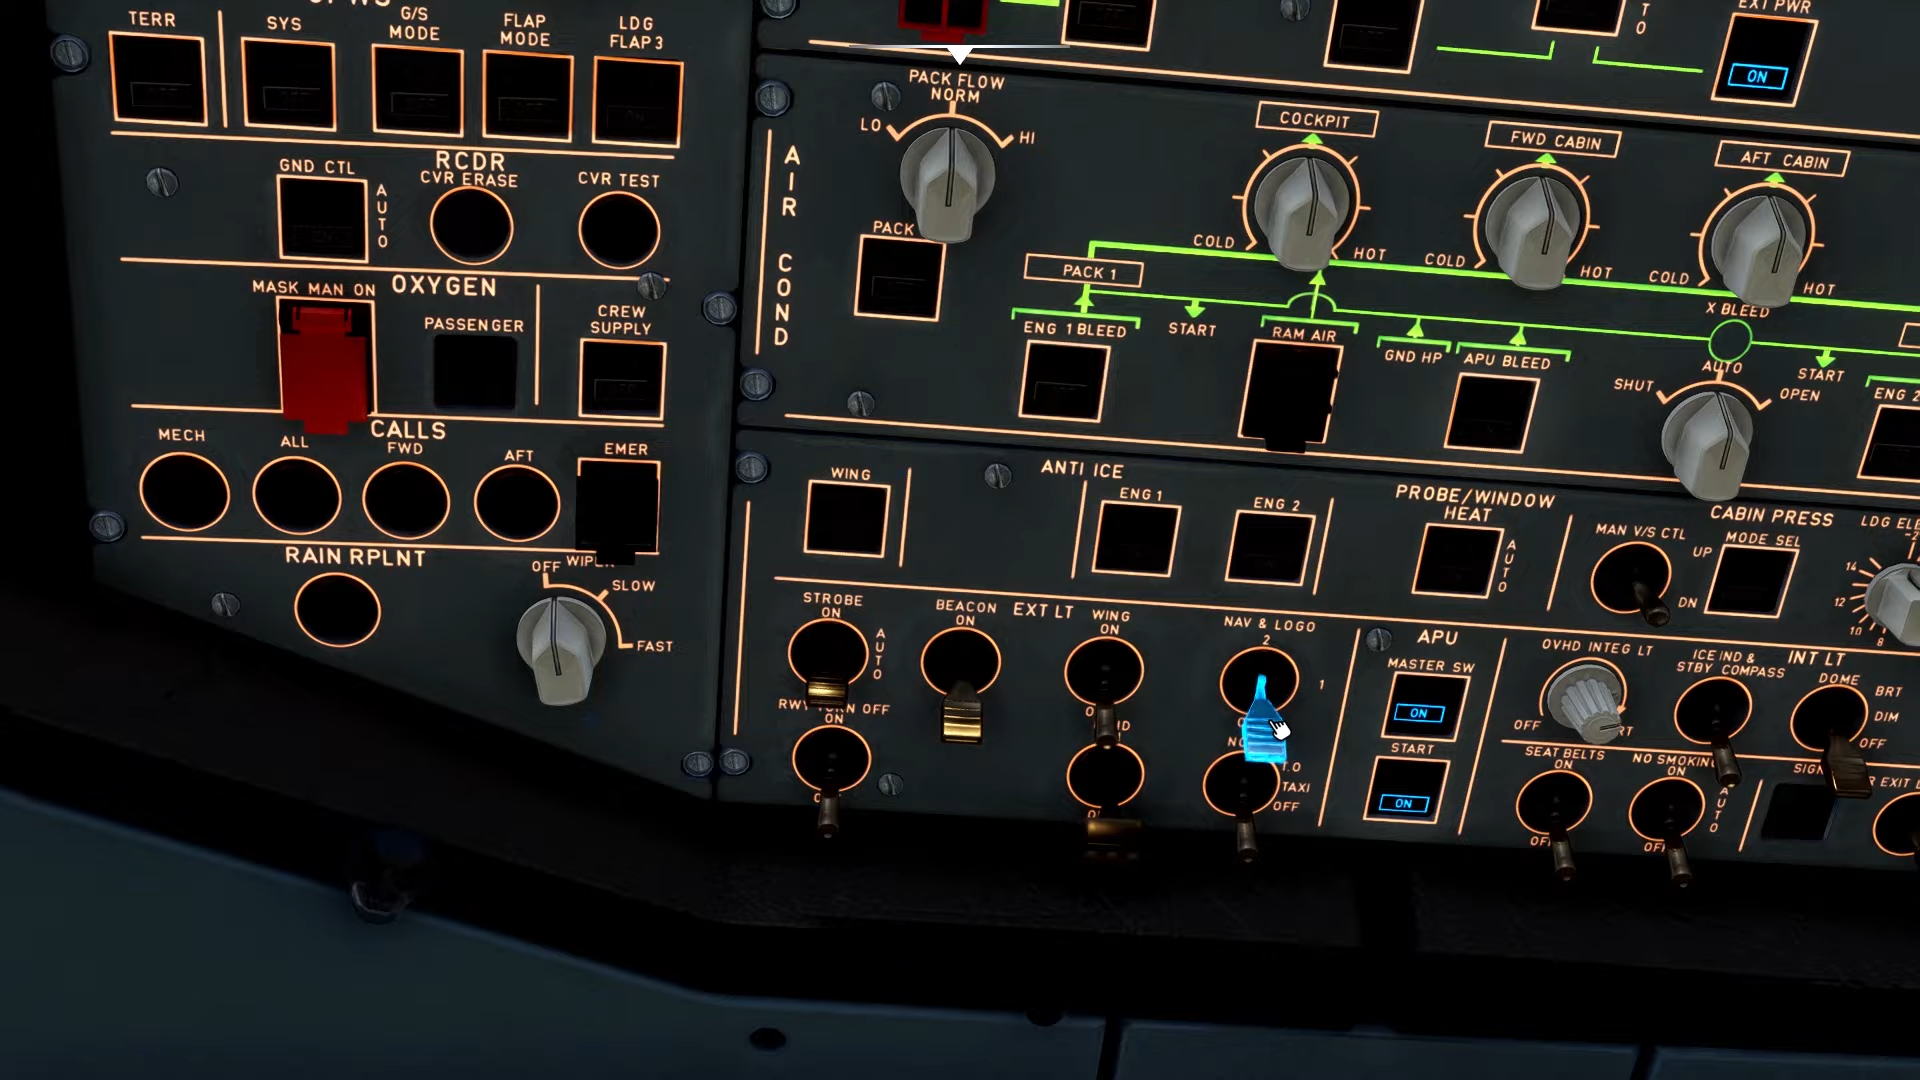 TERR
SYS
G/S
MODE
FLAP
MODE
LDG
FLAP 3
GND CTL
AUTO
RCDR
CVR ERASE
CVR TEST
MASK MAN ON
OXYGEN
PASSENGER
CREW
SUPPLY
CALLS
MECH
ALL
FWD
AFT
EMER
RAIN RPLNT
OFF
SLOW
FAST
EXT PWR
ON
AIR COND
PACK FLOW
NORM
LO
HI
PACK
COCKPIT
FWD CABIN
AFT CABIN
COLD
HOT
COLD
HOT
COLD
HOT
PACK 1
ENG 1 BLEED
START
RAM AIR
GND HP
APU BLEED
X BLEED
AUTO
SHUT
OPEN
START
ENG 2
ANTI ICE
WING
ENG 1
ENG 2
PROBE/WINDOW
HEAT
AUTO
CABIN PRESS
MAN V/S CTL
UP
DN
MODE SEL
14
12
10
8
EXT LT
STROBE
ON
AUTO
BEACON
ON
WING
ON
NAV & LOGO
2
1
ON
TAXI
OFF
APU
MASTER SW
ON
START
ON
OVHD INTEG LT
OFF
INT LT
ICE IND &
STBY COMPASS
DOME
BRT
DIM
OFF
SEAT BELTS
ON
NO SMOKING
ON
AUTO